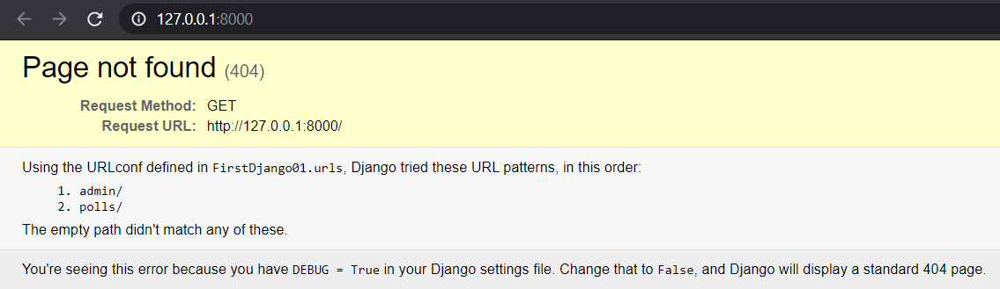 127.0.0.1:8000
Page not found (404)
Request Method: GET
Request URL: http://127.0.0.1:8000/
Using the URLconf defined in FirstDjango01.urls, Django tried these URL patterns, in this order:
1. admin/
2. polls/
The empty path didn't match any of these.
You're seeing this error because you have DEBUG = True in your Django settings file. Change that to False, and Django will display a standard 404 page.